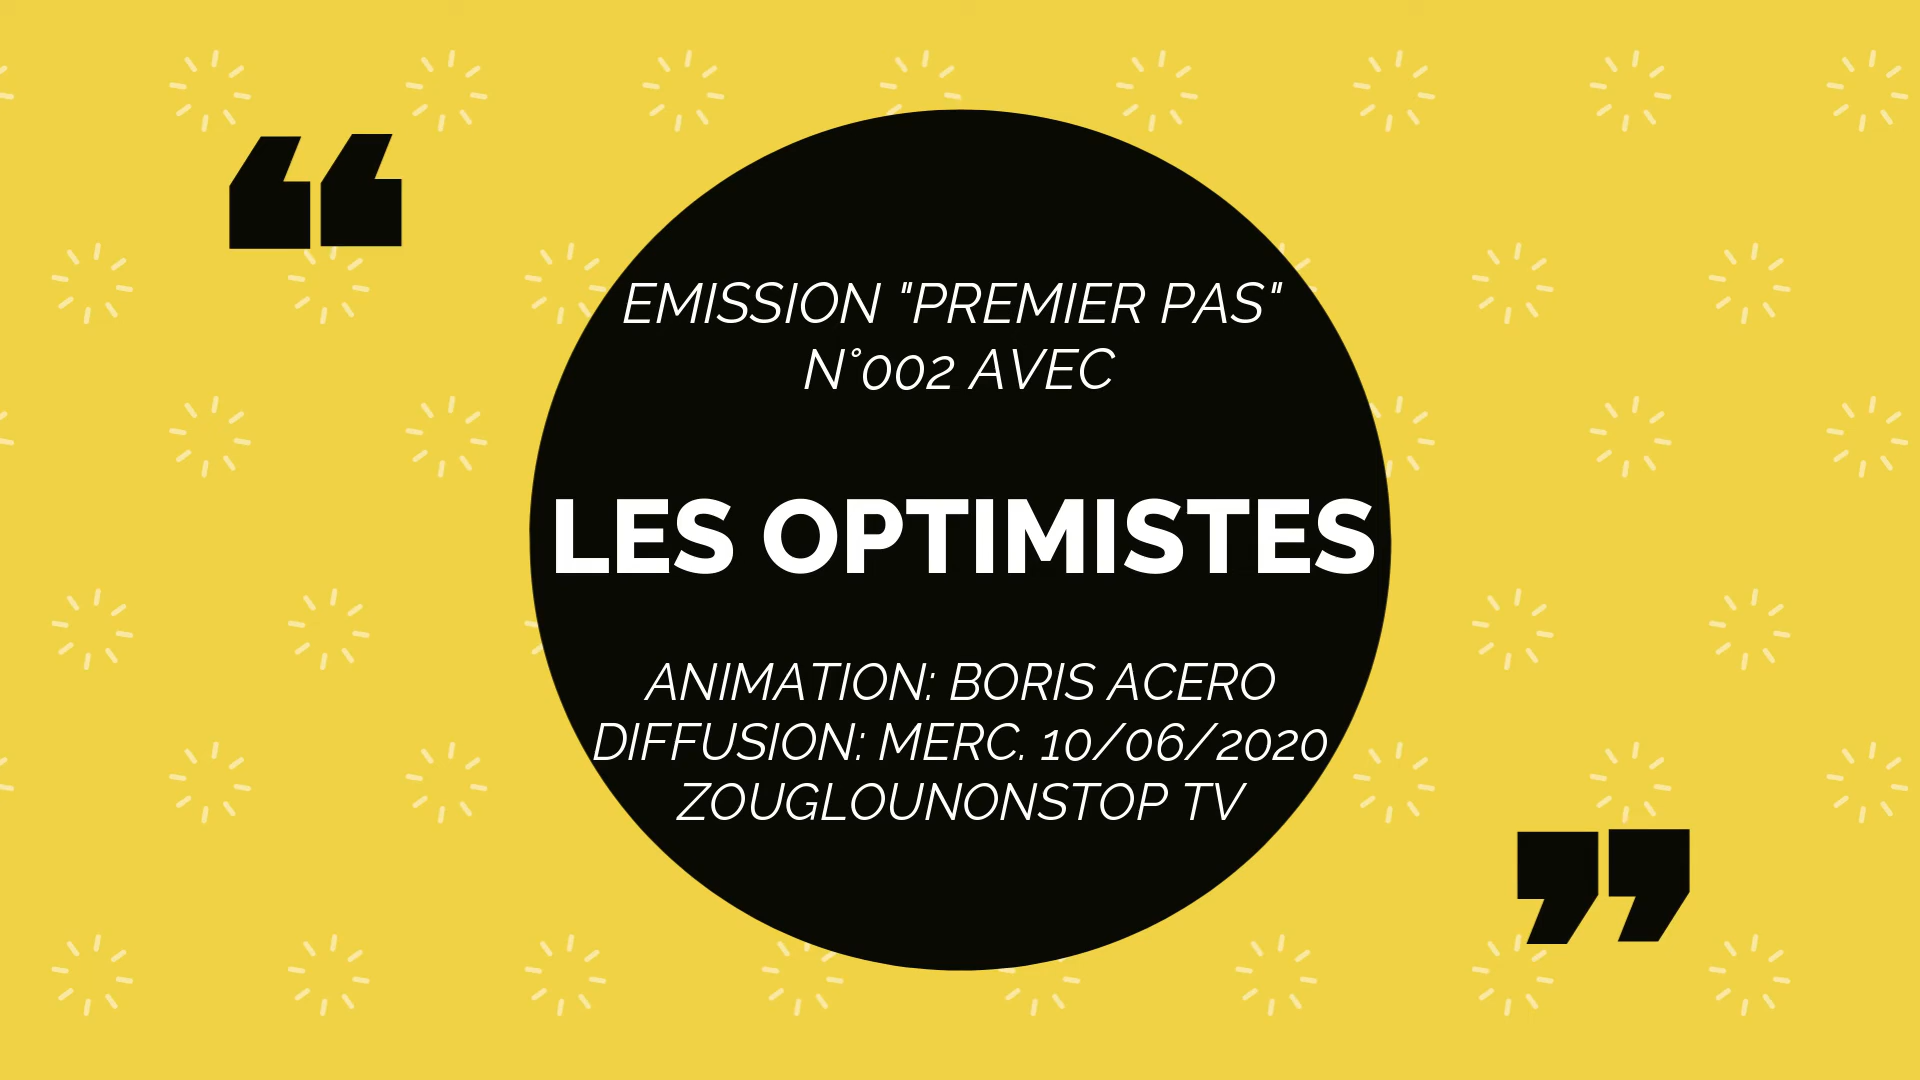 EMISSION "PREMIER PAS"
N°002 AVEC
LES OPTIMISTES
ANIMATION: BORIS ACERO
DIFFUSION: MERC. 10/06/2020
ZOUGLOUNONSTOP TV